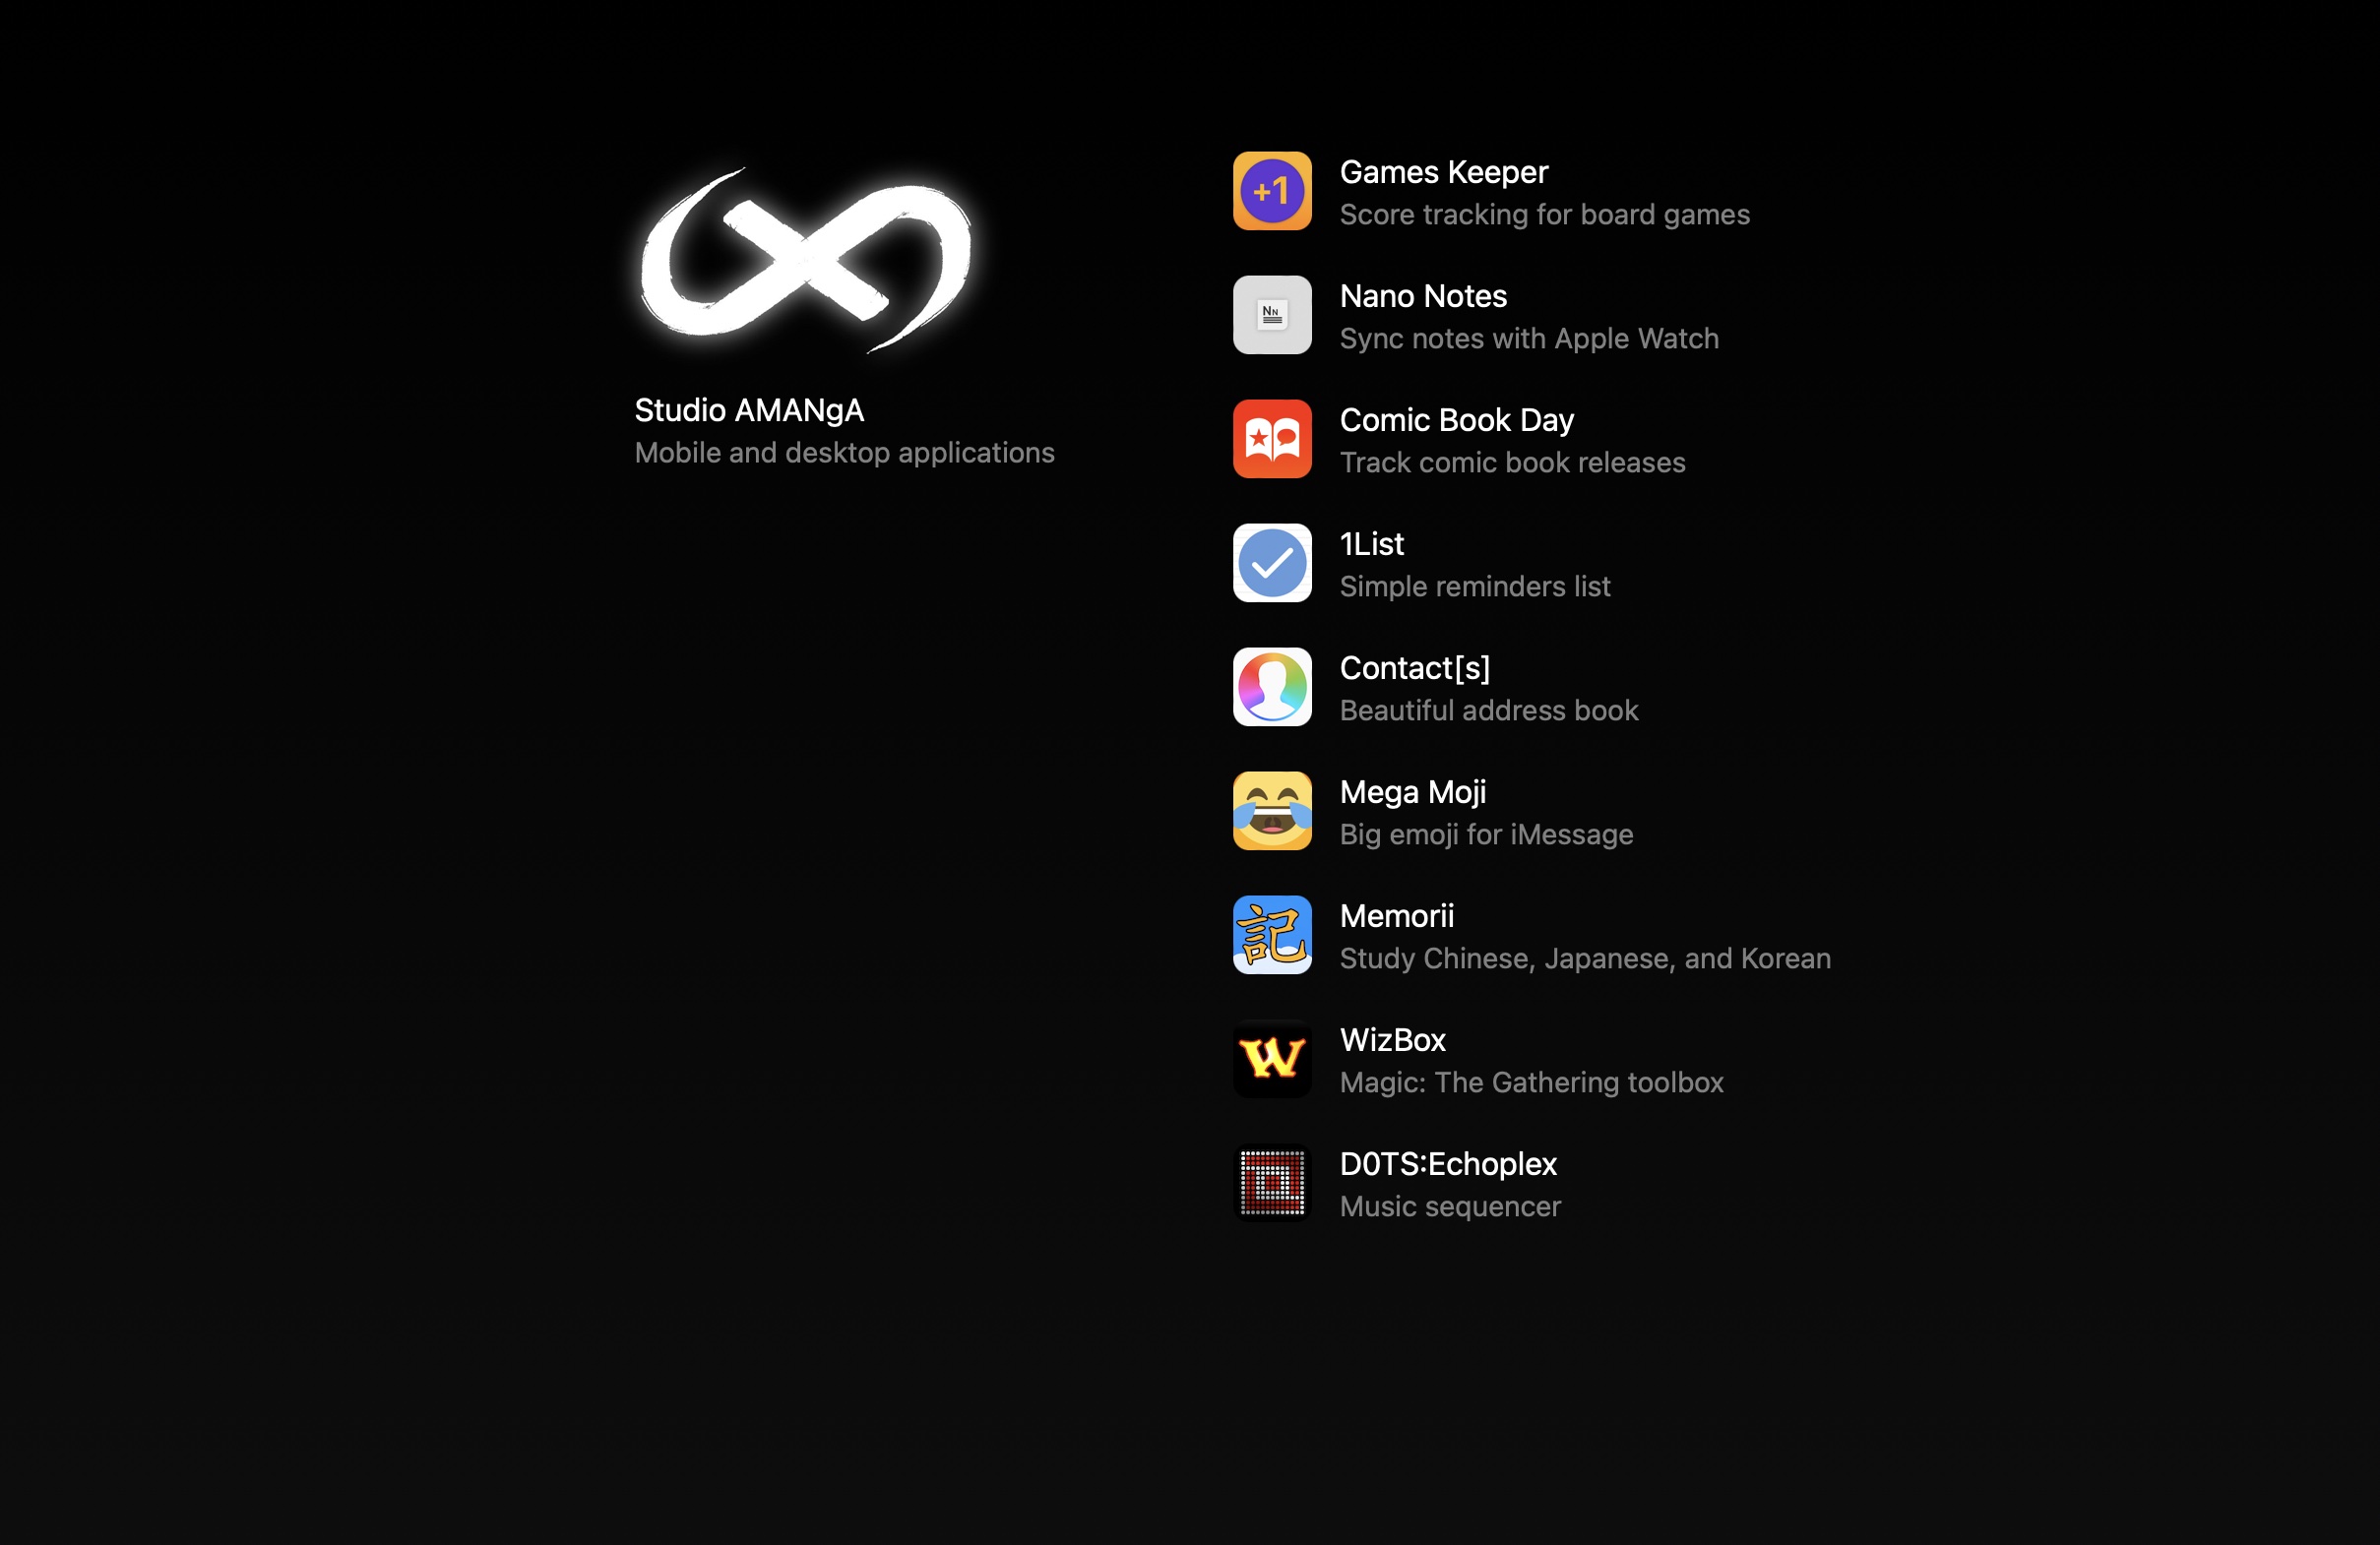 Studio AMANgA
Mobile and desktop applications
+1
Games Keeper
Score tracking for board games
NN
Nano Notes
Sync notes with Apple Watch
Comic Book Day
Track comic book releases
1List
Simple reminders list
Contact[s]
Beautiful address book
Mega Moji
Big emoji for iMessage
記
Memorii
Study Chinese, Japanese, and Korean
W
WizBox
Magic: The Gathering toolbox
D0TS:Echoplex
Music sequencer